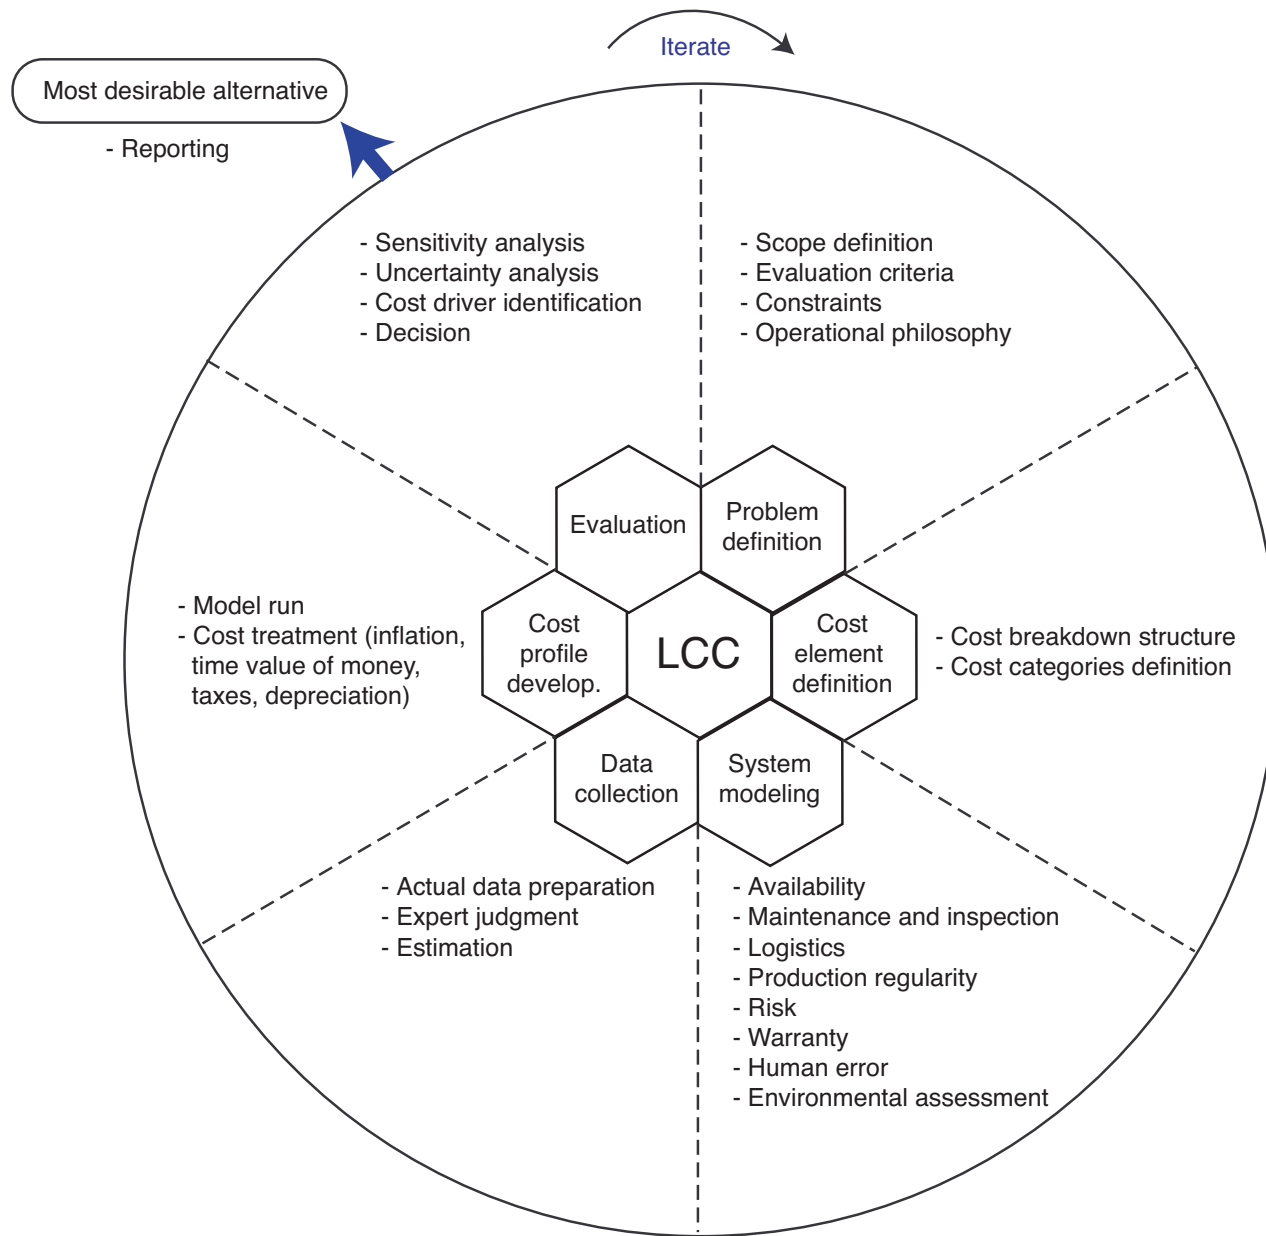 Iterate
Most desirable alternative
- Reporting
- Sensitivity analysis
- Uncertainty analysis
- Cost driver identification
- Decision
- Scope definition
- Evaluation criteria
- Constraints
- Operational philosophy
Evaluation
Problem
definition
- Model run
- Cost treatment (inflation,
time value of money,
taxes, depreciation)
Cost
profile
develop.
LCC
Cost
element
definition
- Cost breakdown structure
- Cost categories definition
Data
collection
System
modeling
- Actual data preparation
- Expert judgment
- Estimation
- Availability
- Maintenance and inspection
- Logistics
- Production regularity
- Risk
- Warranty
- Human error
- Environmental assessment